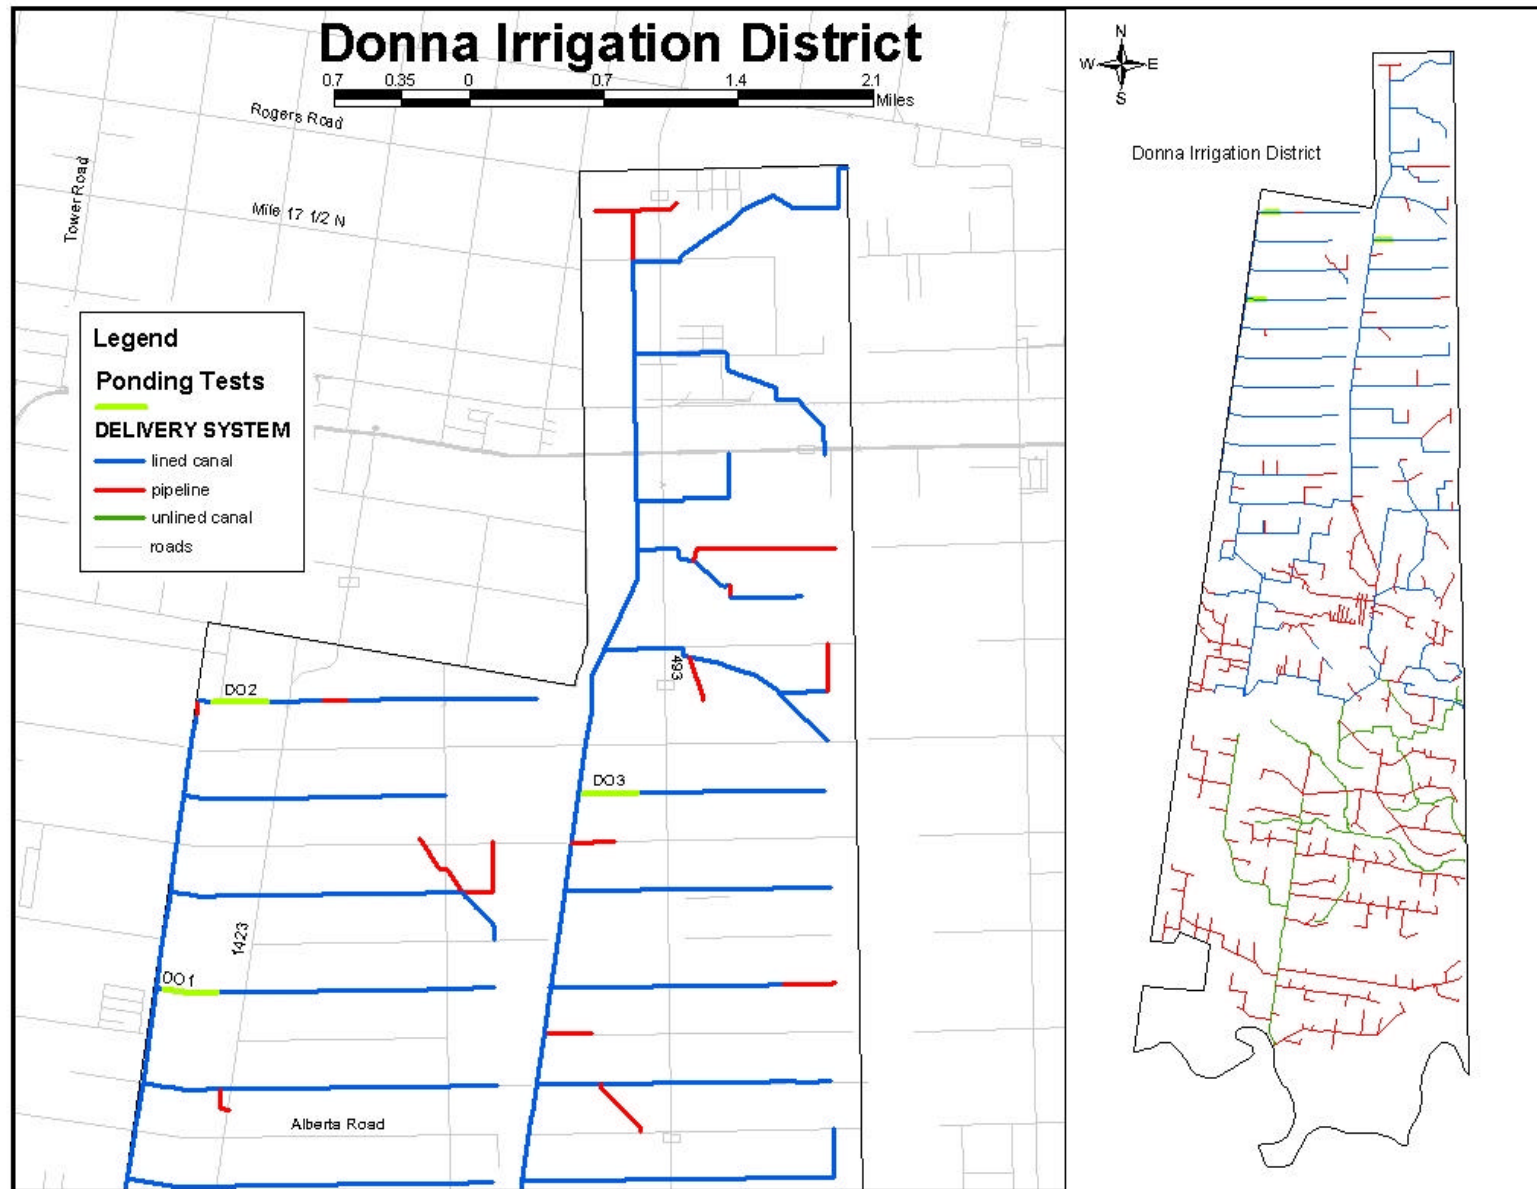 Donna Irrigation District
0.7 0.35 0 0.7 1.4 2.1
Miles
Rogers Road
Tower Road
Mile 17 1/2 N
Legend
Ponding Tests
DELIVERY SYSTEM
lined canal
pipeline
unlined canal
roads
493
DO2
DO3
1423
DO1
Alberta Road
N
W E
S
Donna Irrigation District